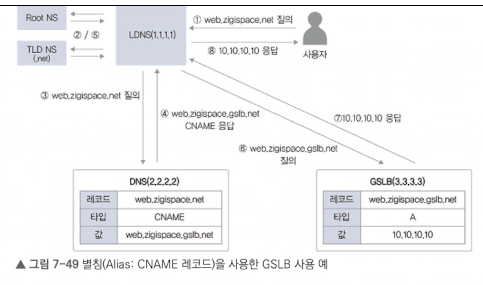 Root NS
TLD NS
(.net)
② / ⑤
LDNS(1.1.1.1)
① web.zigispace.net 질의
⑧ 10.10.10.10 응답
사용자
③ web.zigispace.net 질의
④ web.zigispace.gslb.net
CNAME 응답
⑦10.10.10.10 응답
⑥ web.zigispace.gslb.net
질의
DNS(2.2.2.2)
레코드 web.zigispace.net
타입 CNAME
값 web.zigispace.gslb.net
GSLB(3.3.3.3)
레코드 web.zigispace.gslb.net
타입 A
값 10.10.10.10
▲ 그림 7-49 별칭(Alias: CNAME 레코드)을 사용한 GSLB 사용 예